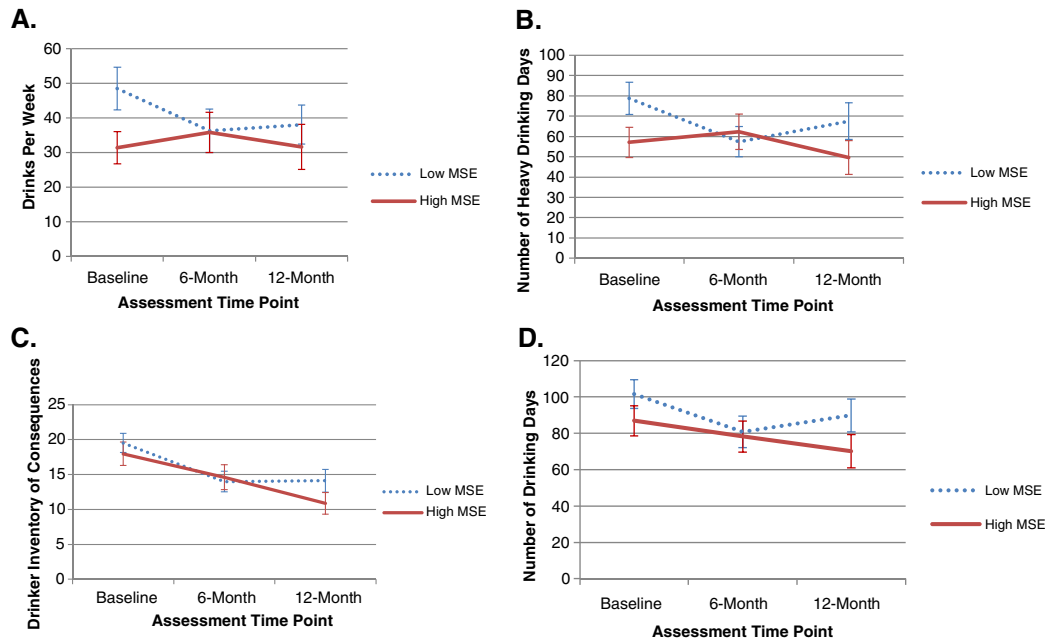 A.
Drinks Per Week
60
50
40
30
20
10
0
Baseline 6-Month 12-Month
Assessment Time Point
Low MSE
High MSE
B.
Number of Heavy Drinking Days
100
90
80
70
60
50
40
30
20
10
0
Baseline 6-Month 12-Month
Assessment Time Point
Low MSE
High MSE
C.
Drinker Inventory of Consequences
25
20
15
10
5
0
Baseline 6-Month 12-Month
Assessment Time Point
Low MSE
High MSE
D.
Number of Drinking Days
120
100
80
60
40
20
0
Baseline 6-Month 12-Month
Assessment Time Point
Low MSE
High MSE